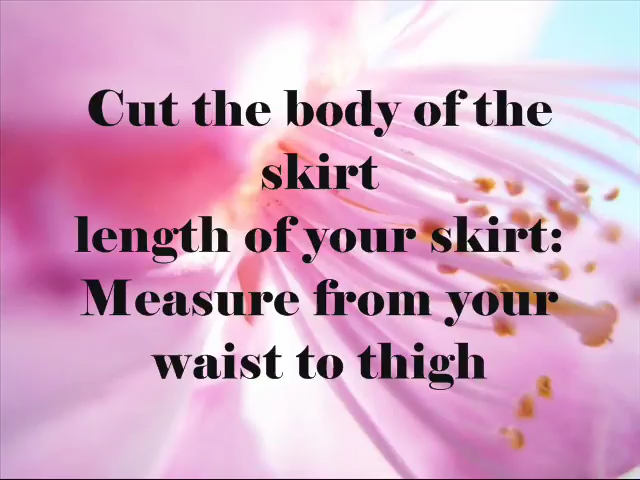 Cut the body of the
skirt
length of your skirt:
Measure from your
waist to thigh